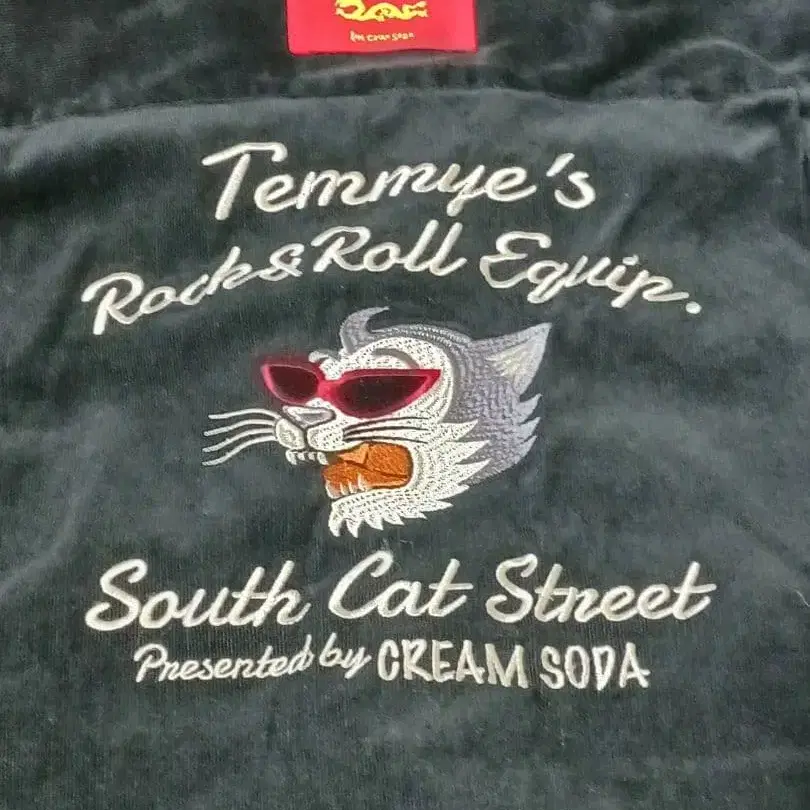 Temmye's
Rock & Roll Equip.
South Cat Street
Presented by CREAM SODA